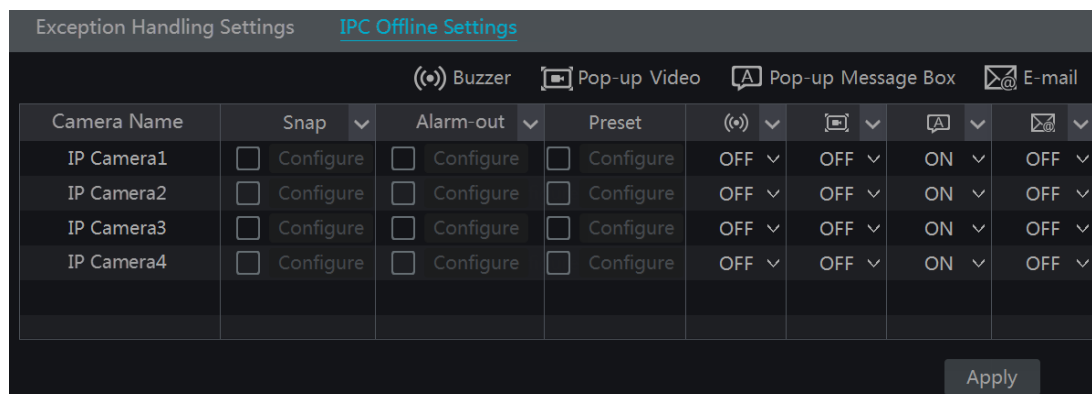 Exception Handling Settings IPC Offline Settings
Buzzer Pop-up Video A Pop-up Message Box E-mail
Camera Name Snap Alarm-out Preset A
IP Camera1 Configure Configure Configure OFF OFF ON OFF
IP Camera2 Configure Configure Configure OFF OFF ON OFF
IP Camera3 Configure Configure Configure OFF OFF ON OFF
IP Camera4 Configure Configure Configure OFF OFF ON OFF
Apply